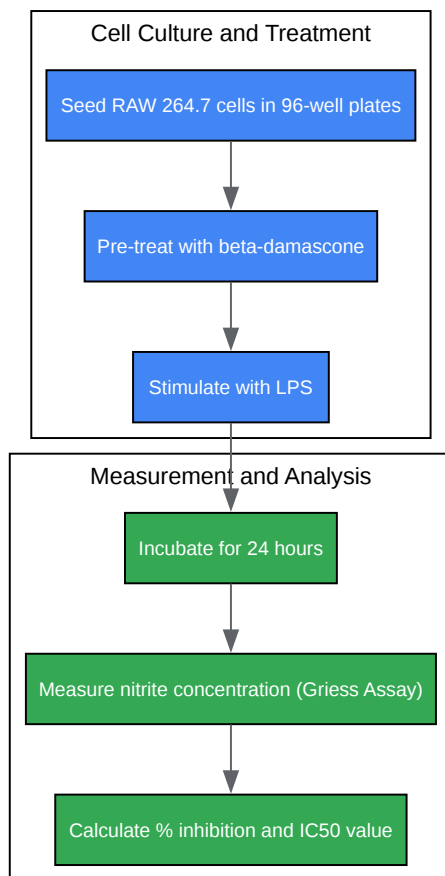 Cell Culture and Treatment
Seed RAW 264.7 cells in 96-well plates
Pre-treat with beta-damascone
Stimulate with LPS
Measurement and Analysis
Incubate for 24 hours
Measure nitrite concentration (Griess Assay)
Calculate % inhibition and IC50 value